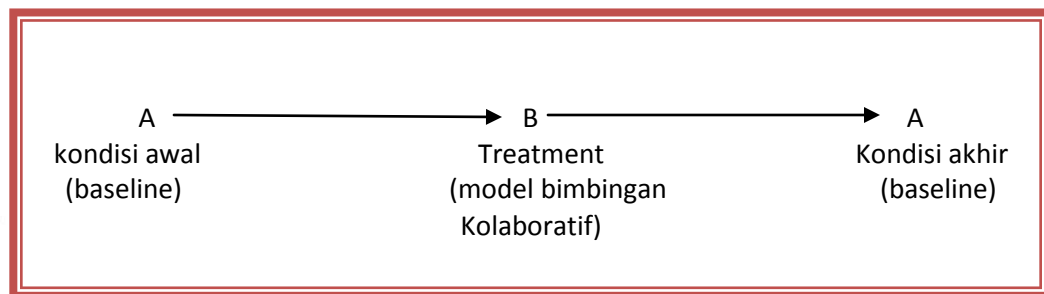 A B A
kondisi awal Treatment Kondisi akhir
(baseline) (model bimbingan (baseline)
Kolaboratif)